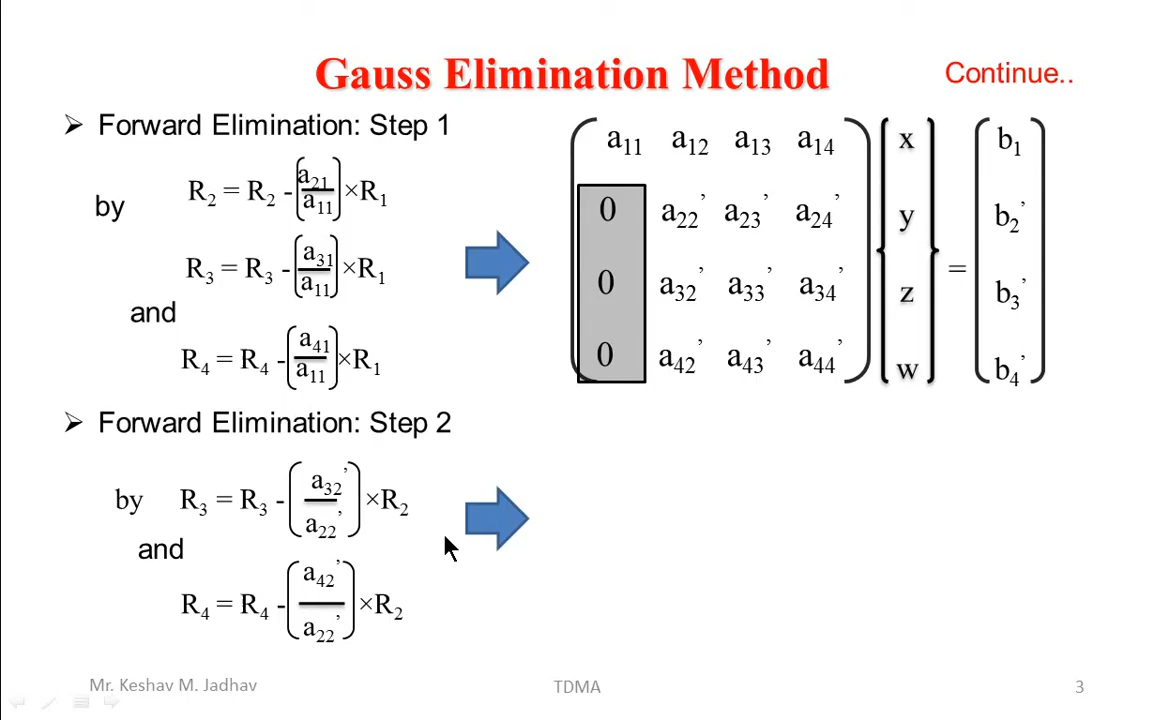 Gauss Elimination Method
Continue..
➢ Forward Elimination: Step 1
by R₂ = R₂ - (a₂₁/a₁₁) ×R₁
R₃ = R₃ - (a₃₁/a₁₁) ×R₁
and
R₄ = R₄ - (a₄₁/a₁₁) ×R₁
a₁₁ a₁₂ a₁₃ a₁₄ x b₁
0 a₂₂’ a₂₃’ a₂₄’ y b₂’
=
0 a₃₂’ a₃₃’ a₃₄’ z b₃’
0 a₄₂’ a₄₃’ a₄₄’ w b₄’
➢ Forward Elimination: Step 2
by R₃ = R₃ - (a₃₂’/a₂₂’) ×R₂
and
R₄ = R₄ - (a₄₂’/a₂₂’) ×R₂
Mr. Keshav M. Jadhav
TDMA
3